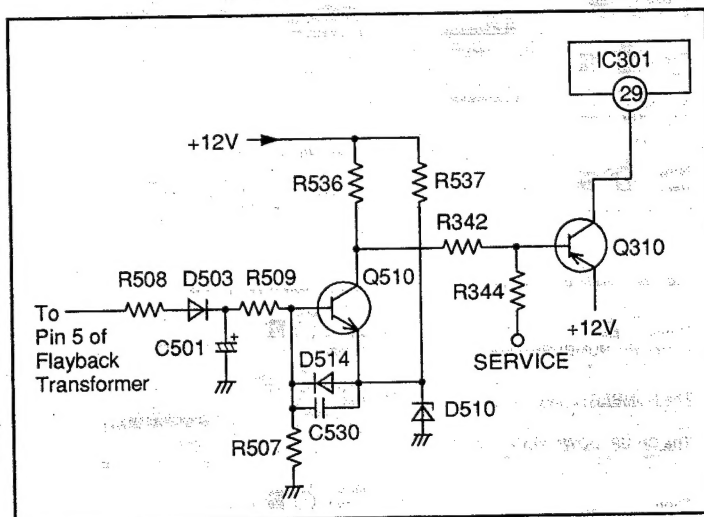 IC301
29
+12V
R536
R537
R342
Q310
R508
D503
R509
Q510
R344
To
Pin 5 of
Flayback
Transformer
C501
+
+12V
D514
SERVICE
C530
D510
R507